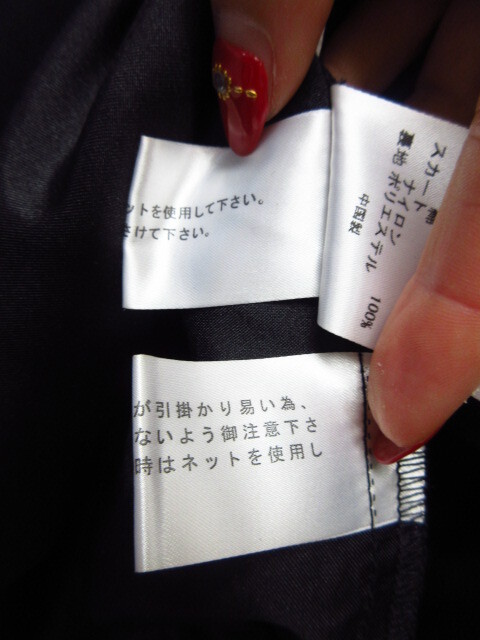 ットを使用して下さい。
さけて下さい。
綿
スカート ナイロン
裏地 ポリエステル 100%
中国製
が引掛かり易い為、
ないよう御注意下さ
時はネットを使用し